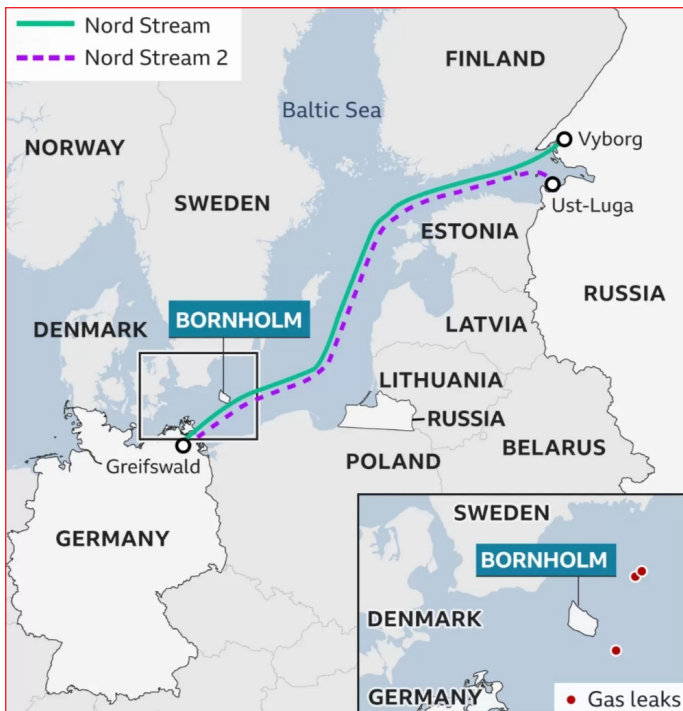 Nord Stream
Nord Stream 2
FINLAND
Baltic Sea
Vyborg
NORWAY
SWEDEN
Ust-Luga
ESTONIA
RUSSIA
BORNHOLM
DENMARK
LATVIA
LITHUANIA
RUSSIA
BELARUS
Greifswald
POLAND
GERMANY
SWEDEN
BORNHOLM
DENMARK
GERMANY
Gas leaks